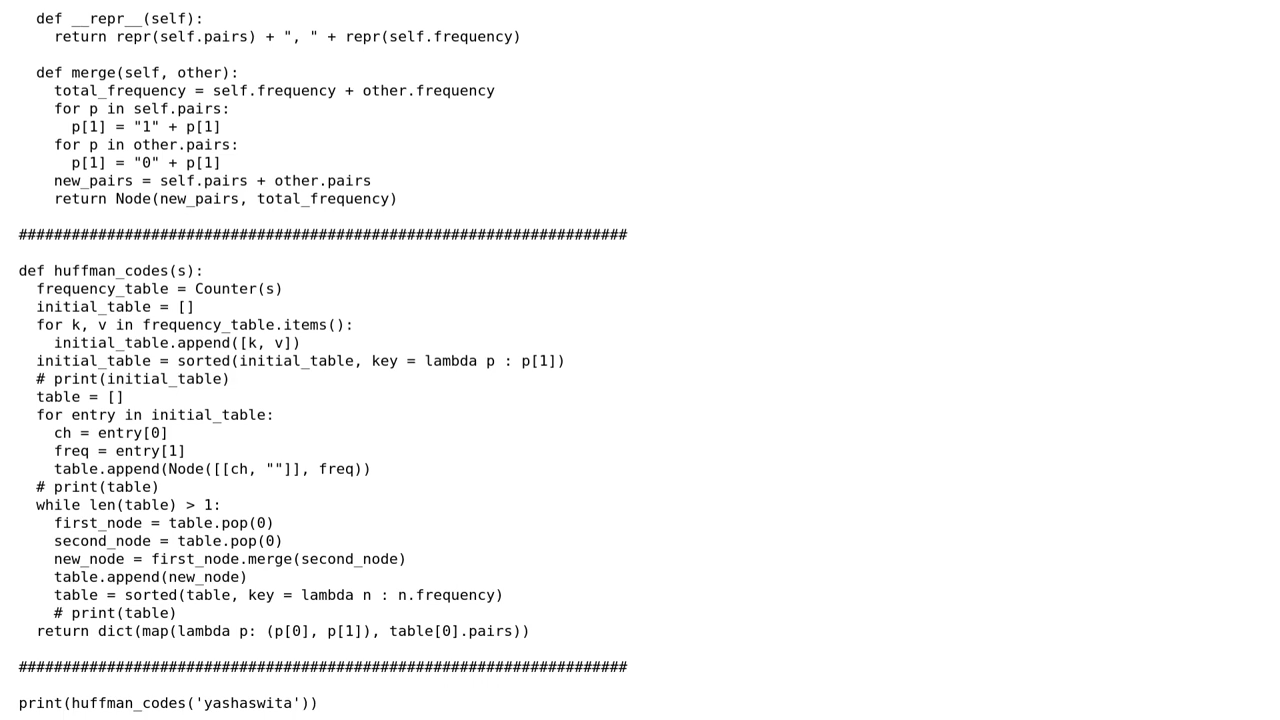 def __repr__(self):
return repr(self.pairs) + ", " + repr(self.frequency)
def merge(self, other):
total_frequency = self.frequency + other.frequency
for p in self.pairs:
p[1] = "1" + p[1]
for p in other.pairs:
p[1] = "0" + p[1]
new_pairs = self.pairs + other.pairs
return Node(new_pairs, total_frequency)
#####################################################################
def huffman_codes(s):
frequency_table = Counter(s)
initial_table = []
for k, v in frequency_table.items():
initial_table.append([k, v])
initial_table = sorted(initial_table, key = lambda p : p[1])
# print(initial_table)
table = []
for entry in initial_table:
ch = entry[0]
freq = entry[1]
table.append(Node([[ch, ""]], freq))
# print(table)
while len(table) > 1:
first_node = table.pop(0)
second_node = table.pop(0)
new_node = first_node.merge(second_node)
table.append(new_node)
table = sorted(table, key = lambda n : n.frequency)
# print(table)
return dict(map(lambda p: (p[0], p[1]), table[0].pairs))
#####################################################################
print(huffman_codes('yashaswita'))